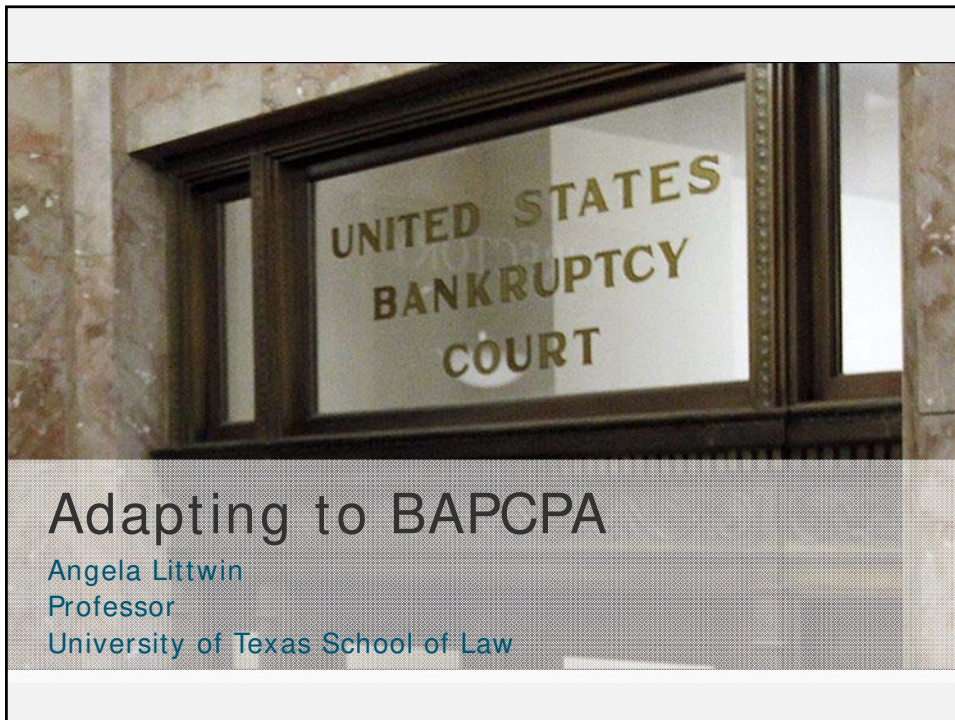 UNITED STATES
BANKRUPTCY
COURT
Adapting to BAPCPA
Angela Littwin
Professor
University of Texas School of Law